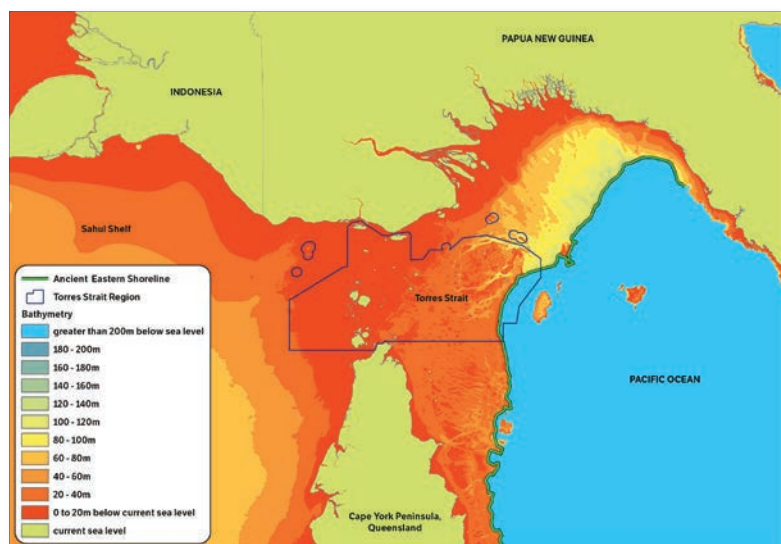 PAPUA NEW GUINEA
INDONESIA
Sahul Shelf
Torres Strait
PACIFIC OCEAN
Cape York Peninsula,
Queensland
Ancient Eastern Shoreline
Torres Strait Region
Bathymetry
greater than 200m below sea level
180 - 200m
160 - 180m
140 - 160m
120 - 140m
100 - 120m
80 - 100m
60 - 80m
40 - 60m
20 - 40m
0 to 20m below current sea level
current sea level